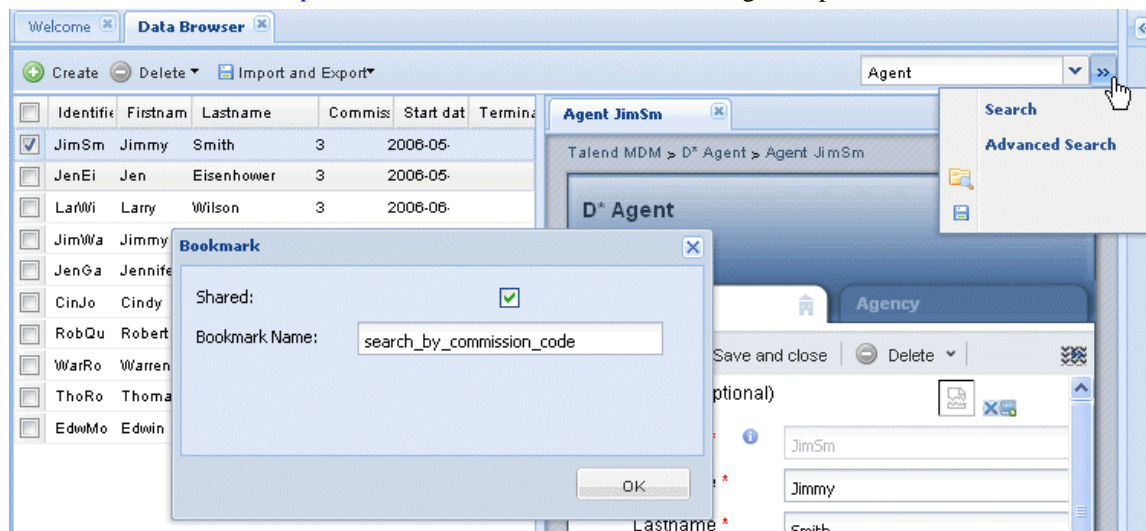 Welcome Data Browser
Create Delete Import and Export Agent
Search
Advanced Search
Identifie Firstnam Lastname Commiss Start dat Termina
JimSm Jimmy Smith 3 2006-05-
JenEi Jen Eisenhower 3 2006-05-
LarWi Larry Wilson 3 2006-06-
JimWa Jimmy
JenGa Jennife
CinJo Cindy
RobQu Robert
WarRo Warren
ThoRo Thoma
EdwMo Edwin
Agent JimSm
Talend MDM > D* Agent > Agent JimSm
D* Agent
Agency
Save and close Delete
ptional)
* JimSm
* Jimmy
Lastname * Smith
Bookmark
Shared:
Bookmark Name: search_by_commission_code
OK